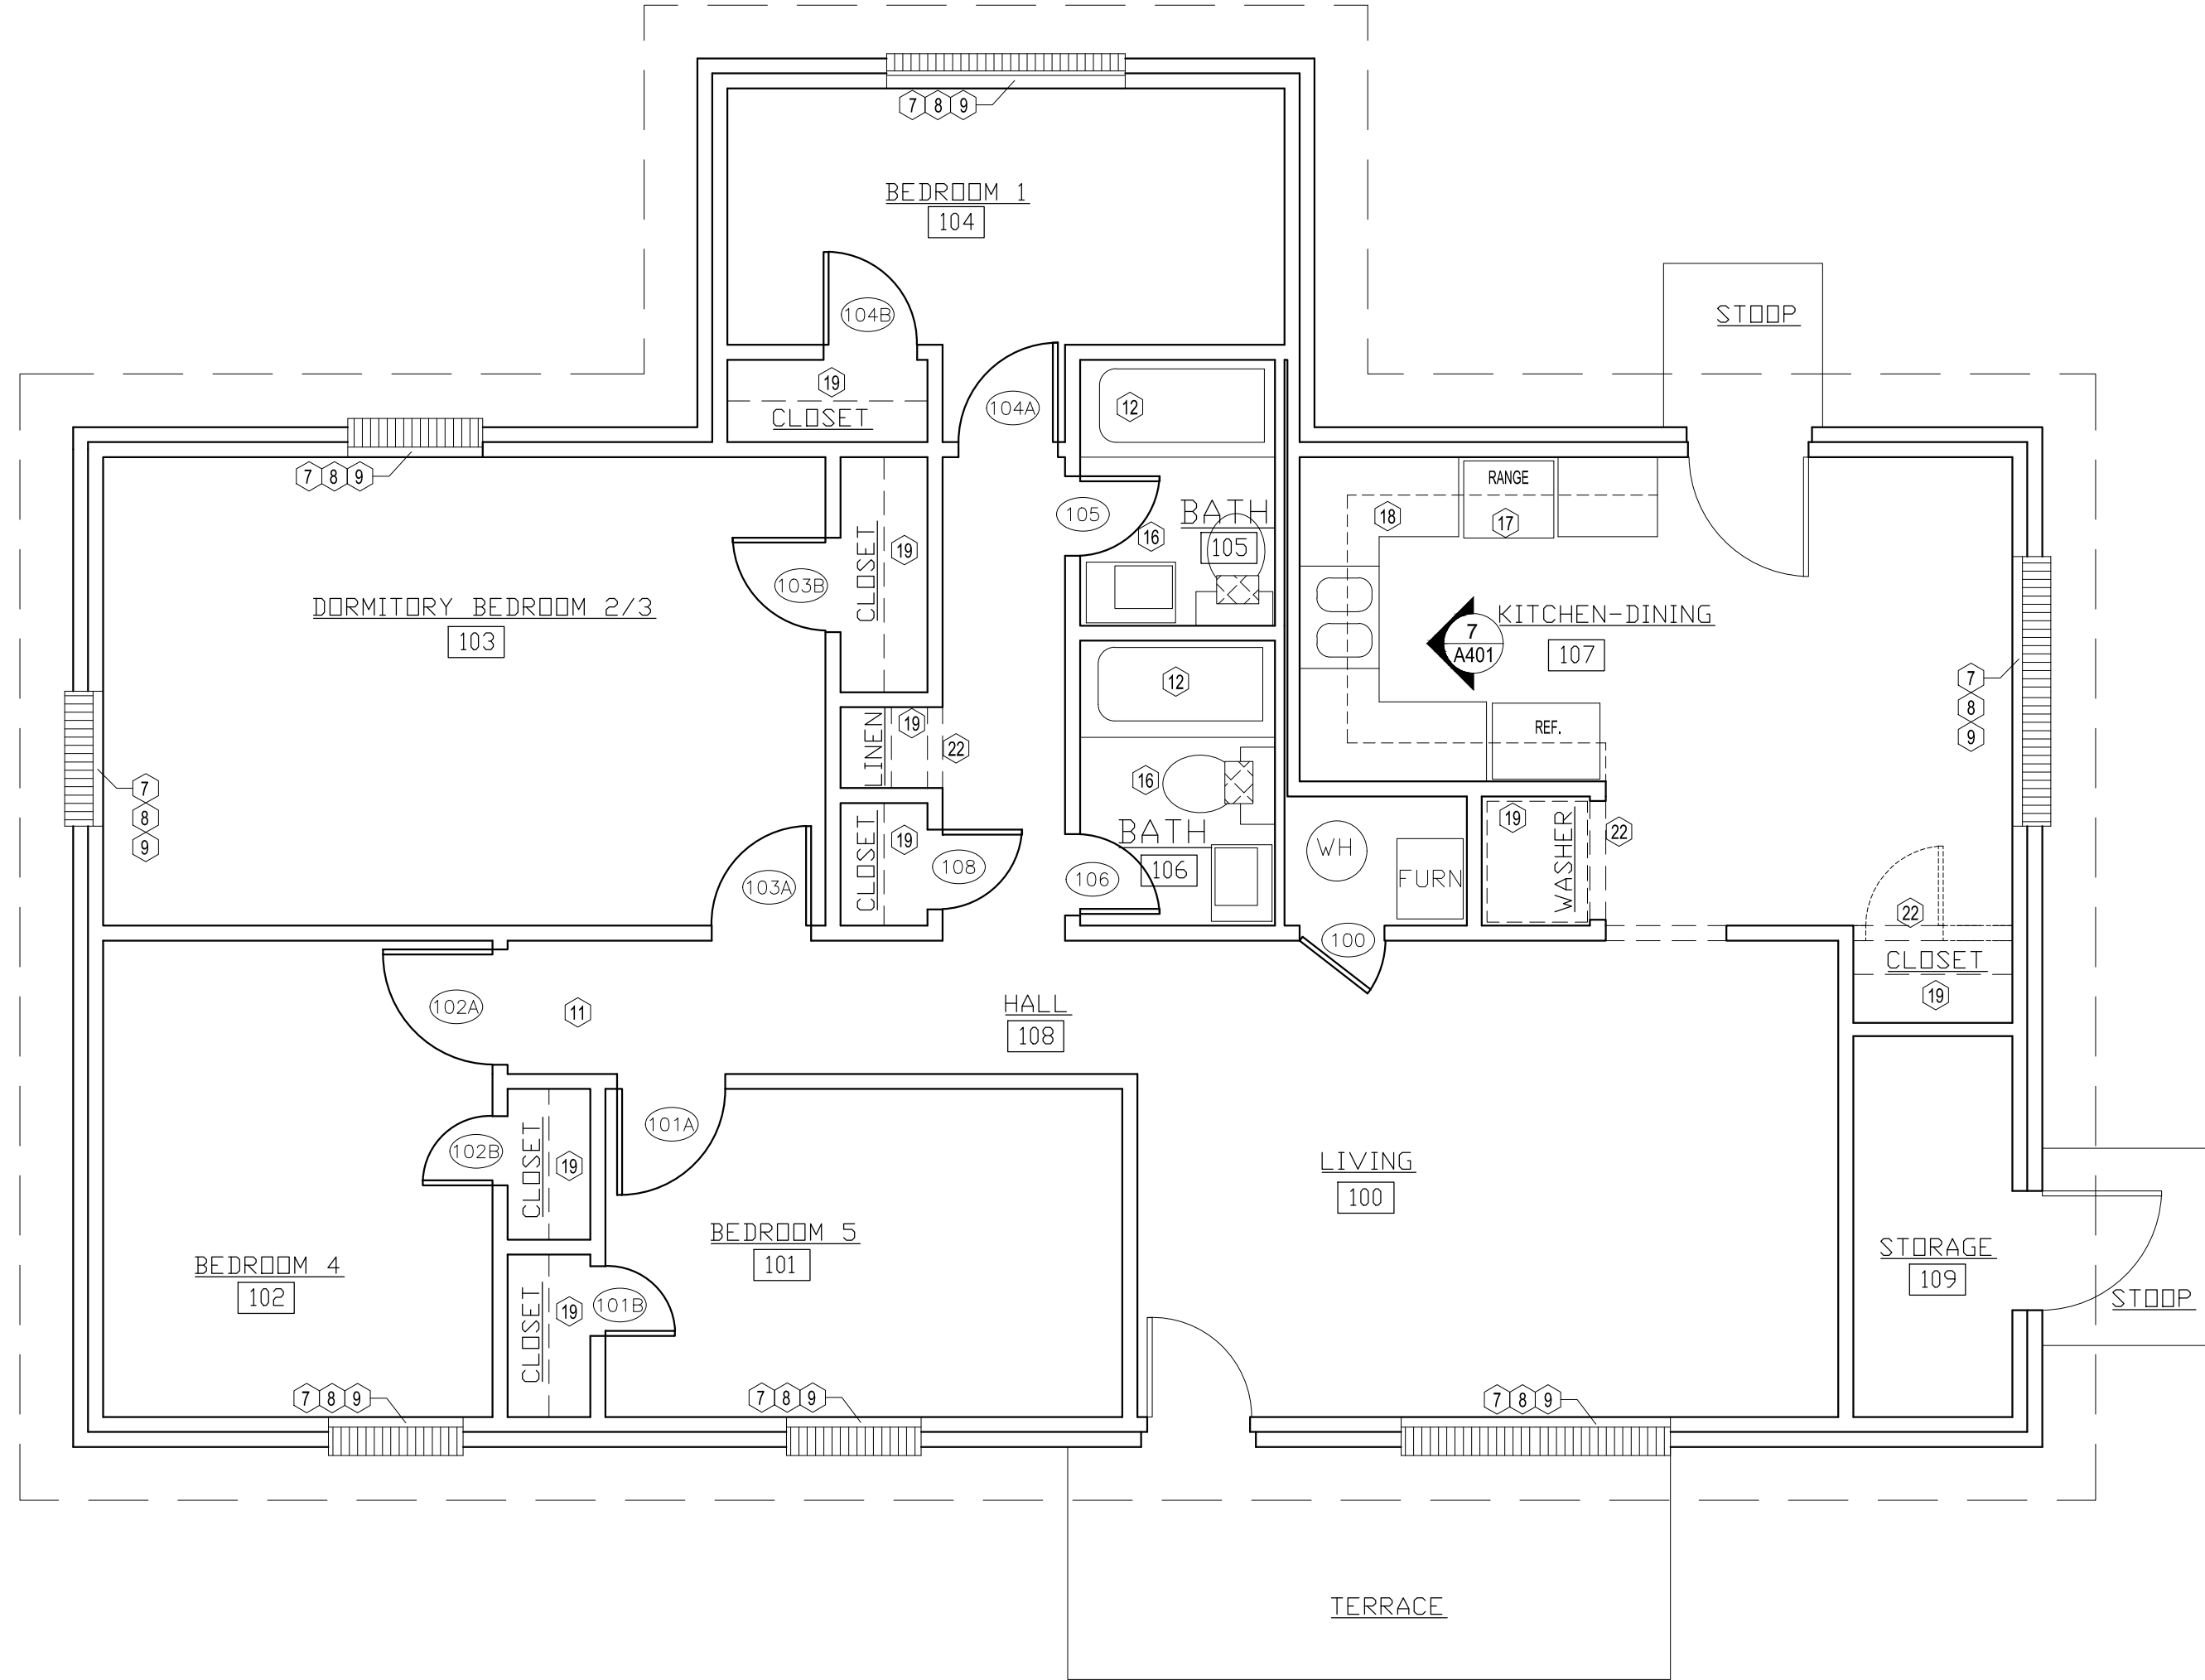 7 8 9
BEDROOM 1
104
104B
STOOP
19
CLOSET
104A
12
7 8 9
RANGE
17
18
105
BATH
105
16
19
CLOSET
103B
DORMITORY BEDROOM 2/3
103
7
A401
KITCHEN-DINING
107
12
7
8
9
19
LINEN
22
REF.
16
7
8
9
BATH
106
19
CLOSET
108
106
103A
WH
FURN
19
WASHER
22
100
22
CLOSET
19
102A
11
HALL
108
101A
102B
CLOSET
19
LIVING
100
BEDROOM 5
101
BEDROOM 4
102
CLOSET
19
101B
STORAGE
109
STOOP
7 8 9
7 8 9
7 8 9
TERRACE